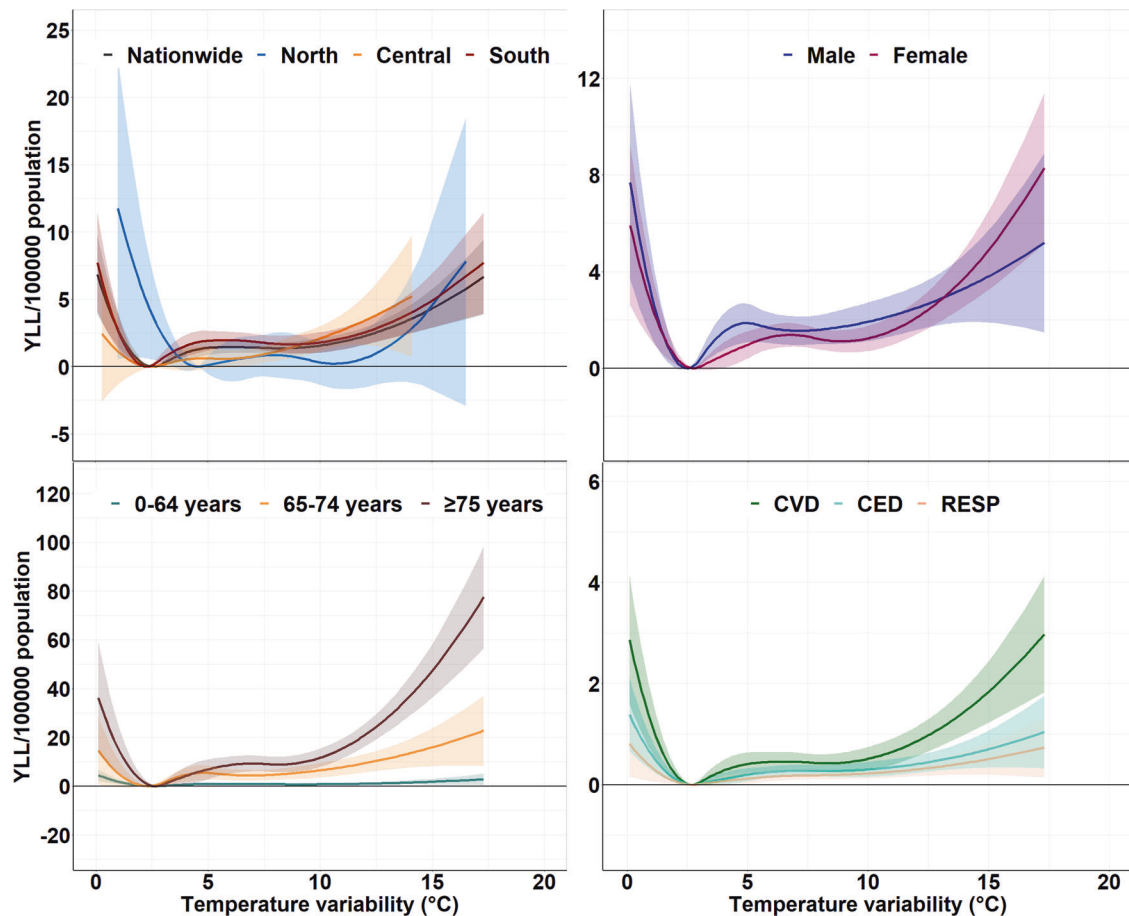 Nationwide North Central South
25
20
15
10
5
0
-5
YLL/100000 population
Male Female
12
8
4
0
0-64 years 65-74 years ≥75 years
120
100
80
60
40
20
0
-20
YLL/100000 population
0 5 10 15 20
Temperature variability (°C)
CVD CED RESP
6
4
2
0
0 5 10 15 20
Temperature variability (°C)